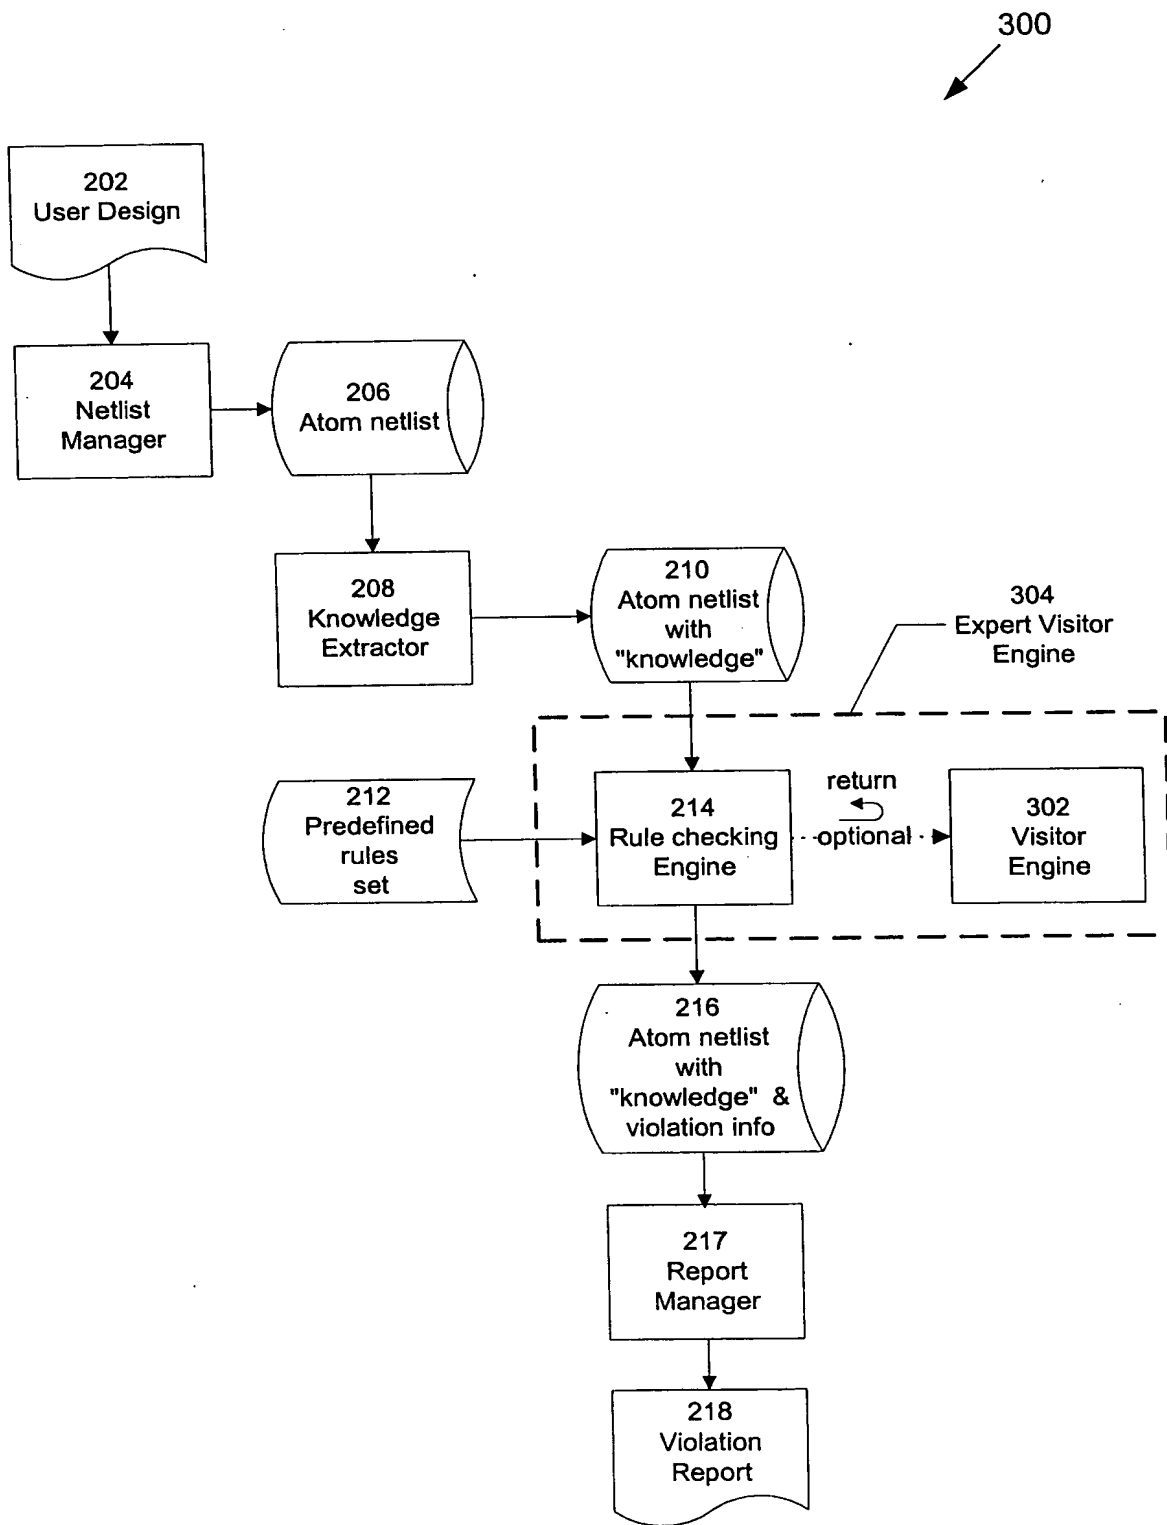 300
202
User Design
204
Netlist
Manager
206
Atom netlist
208
Knowledge
Extractor
210
Atom netlist
with
"knowledge"
304
Expert Visitor
Engine
212
Predefined
rules
set
214
Rule checking
Engine
return
optional
302
Visitor
Engine
216
Atom netlist
with
"knowledge" &
violation info
217
Report
Manager
218
Violation
Report